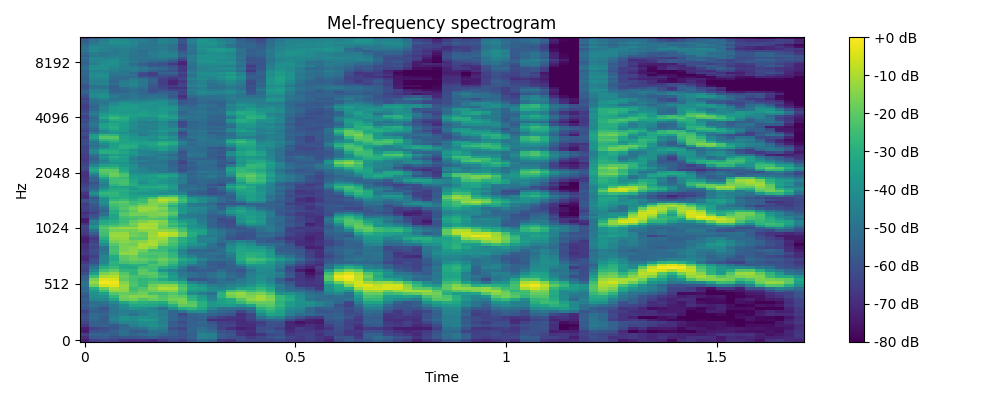 Mel-frequency spectrogram
Hz
8192
4096
2048
1024
512
0
0
0.5
1
1.5
Time
+0 dB
-10 dB
-20 dB
-30 dB
-40 dB
-50 dB
-60 dB
-70 dB
-80 dB